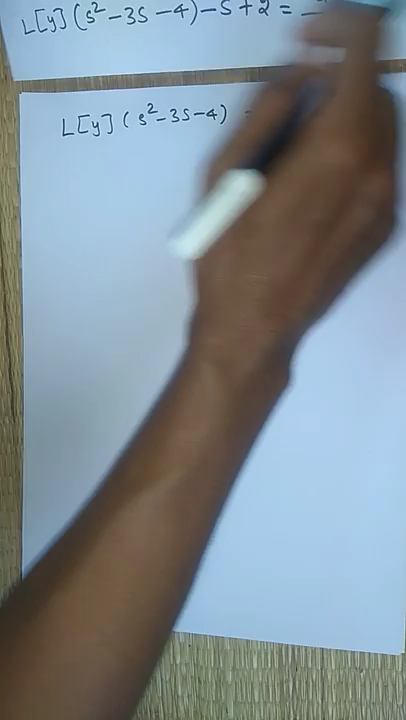 L[y] (s² - 3s - 4) - s + 2 =
L[y] (s² - 3s - 4) =